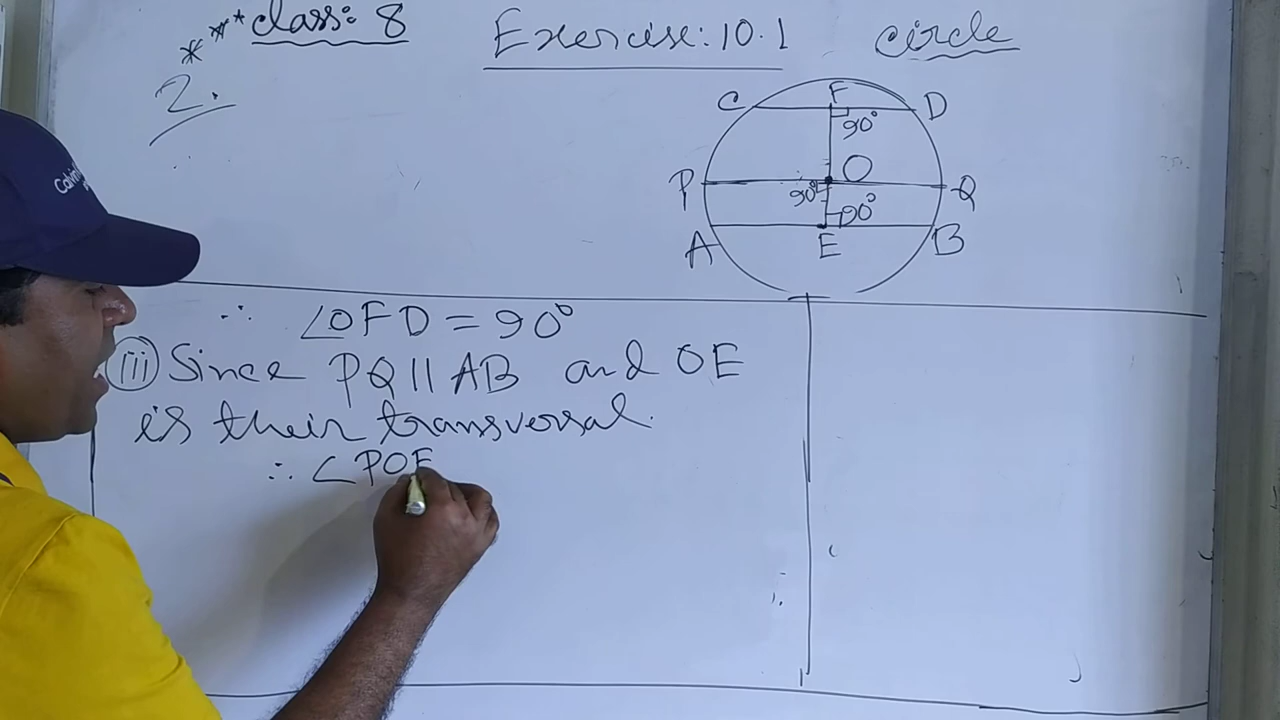 *** class: 8
Exercise: 10.1
circle
2.
C F D
90°
P O Q
90° 90°
A E B
∴ ∠OFD = 90°
(iii) Since PQ || AB and OE
is their transversal.
∴ ∠POE
Calvin